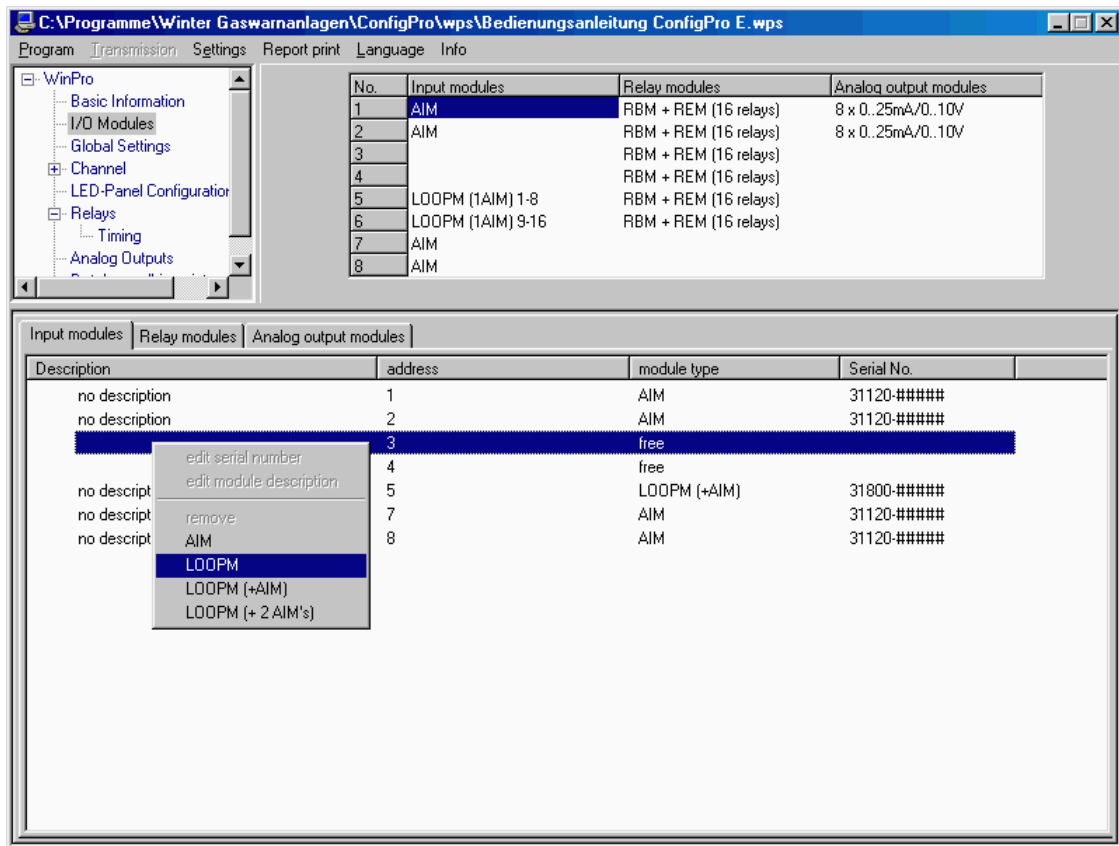 C:\Programme\Winter Gaswarnanlagen\ConfigPro\wps\Bedienungsanleitung ConfigPro E.wps
Program Transmission Settings Report print Language Info
WinPro
Basic Information
I/O Modules
Global Settings
Channel
LED-Panel Configuration
Relays
Timing
Analog Outputs
No. Input modules Relay modules Analog output modules
1 AIM RBM + REM (16 relays) 8 x 0..25mA/0..10V
2 AIM RBM + REM (16 relays) 8 x 0..25mA/0..10V
3 RBM + REM (16 relays)
4 RBM + REM (16 relays)
5 LOOPM (1AIM) 1-8 RBM + REM (16 relays)
6 LOOPM (1AIM) 9-16 RBM + REM (16 relays)
7 AIM
8 AIM
Input modules Relay modules Analog output modules
Description address module type Serial No.
no description 1 AIM 31120-#####
no description 2 AIM 31120-#####
3 free
4 free
no descript 5 LOOPM (+AIM) 31800-#####
no descript 7 AIM 31120-#####
no descript 8 AIM 31120-#####
edit serial number
edit module description
remove
AIM
LOOPM
LOOPM (+AIM)
LOOPM (+ 2 AIM's)